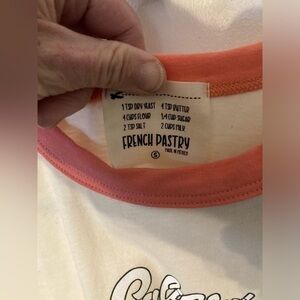 1 TSP DRY YEAST 4 TSP BUTTER
4 CUPS FLOUR 1/4 CUP SUGAR
2 TSP SALT 2 CUPS MILK
FRENCH PASTRY
S MADE IN MEXICO